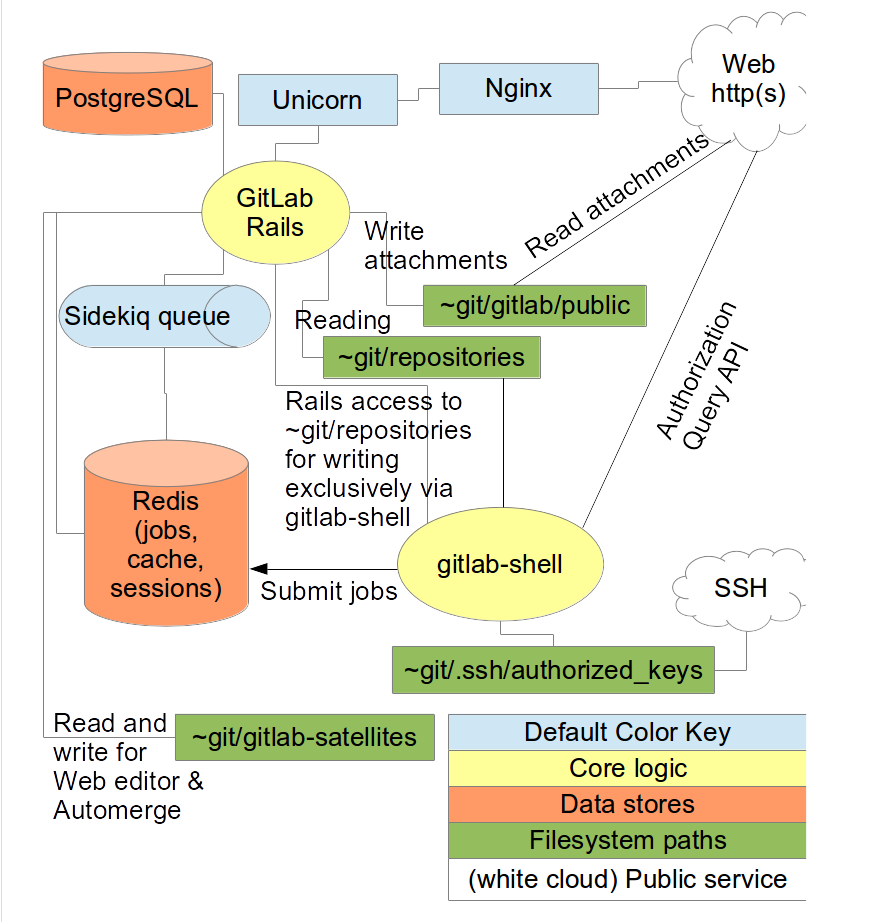 PostgreSQL
Unicorn
Nginx
Web
http(s)
GitLab
Rails
Write
attachments
Read attachments
~git/gitlab/public
Sidekiq queue
Reading
~git/repositories
Authorization
Query API
Rails access to
~git/repositories
for writing
exclusively via
gitlab-shell
Redis
(jobs,
cache,
sessions)
Submit jobs
gitlab-shell
SSH
~git/.ssh/authorized_keys
Read and
write for
Web editor &
Automerge
~git/gitlab-satellites
Default Color Key
Core logic
Data stores
Filesystem paths
(white cloud) Public service